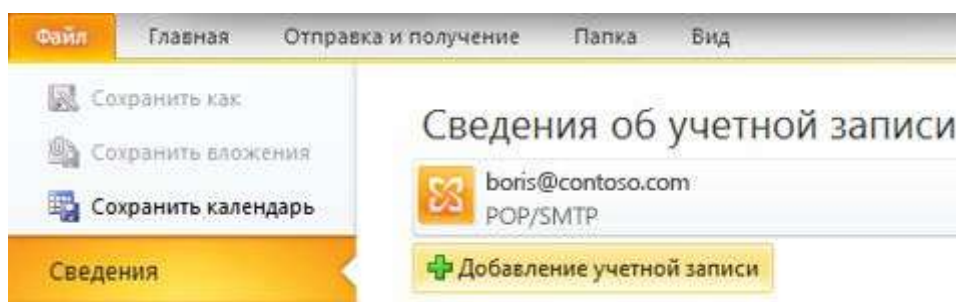 Файл Главная Отправка и получение Папка Вид
Сохранить как
Сохранить вложения
Сохранить календарь
Сведения
Сведения об учетной записи
boris@contoso.com
POP/SMTP
Добавление учетной записи